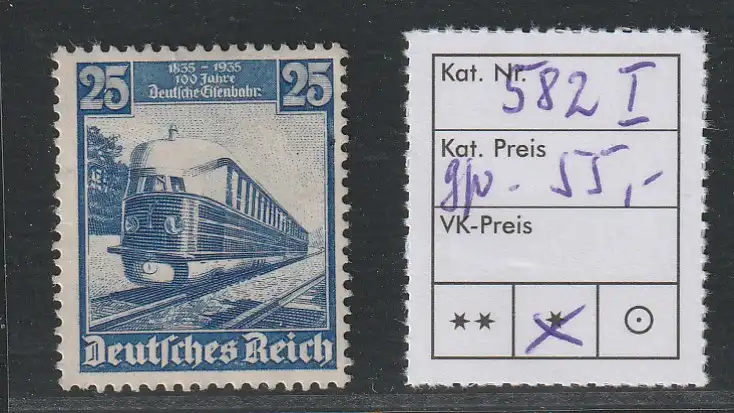 25 1835 - 1935 25
100 Jahre
Deutsche Eisenbahn
Deutsches Reich
Kat. Nr. 582 I
Kat. Preis
55,-
VK-Preis